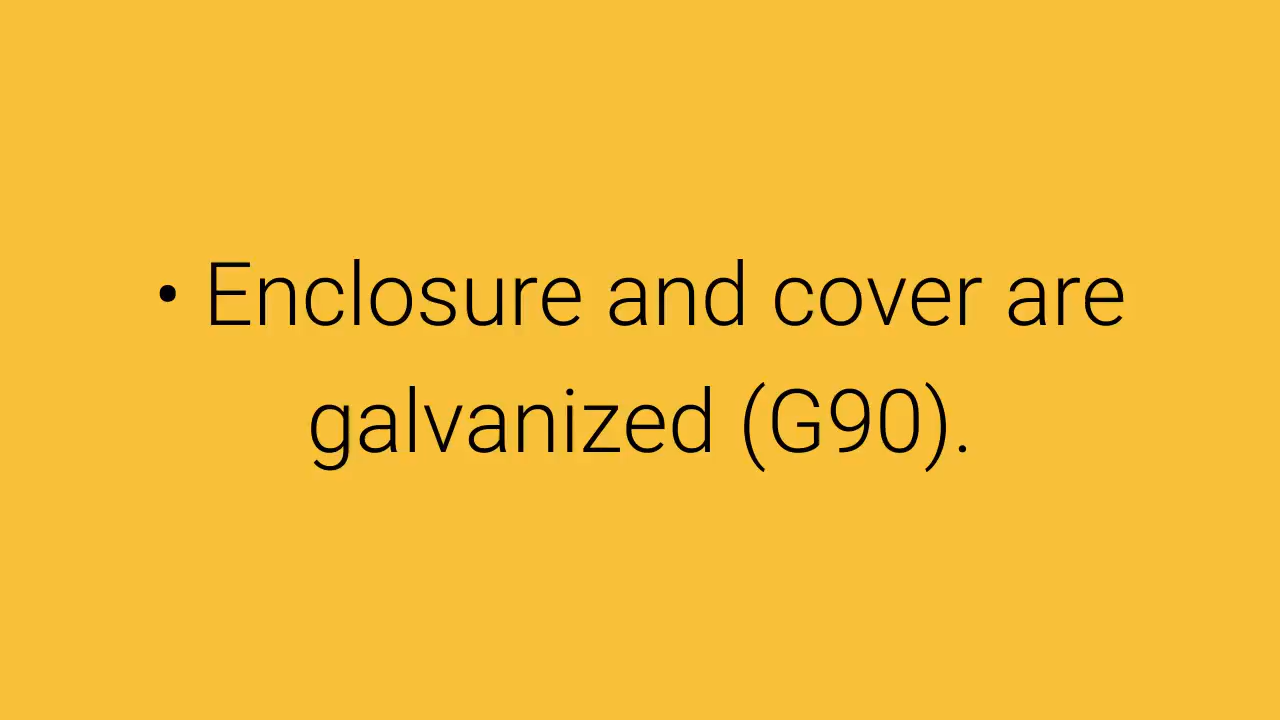 • Enclosure and cover are
galvanized (G90).